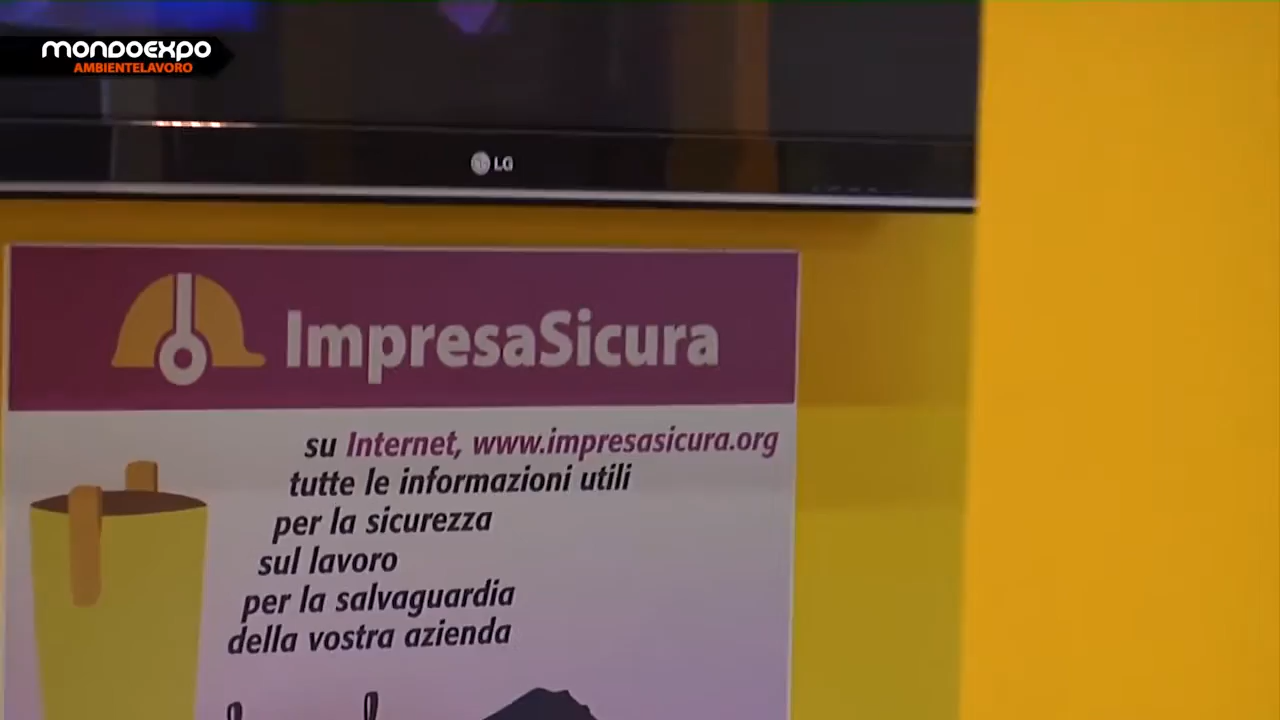 MONDOEXPO
AMBIENTELAVORO
LG
ImpresaSicura
su Internet, www.impresasicura.org
tutte le informazioni utili
per la sicurezza
sul lavoro
per la salvaguardia
della vostra azienda